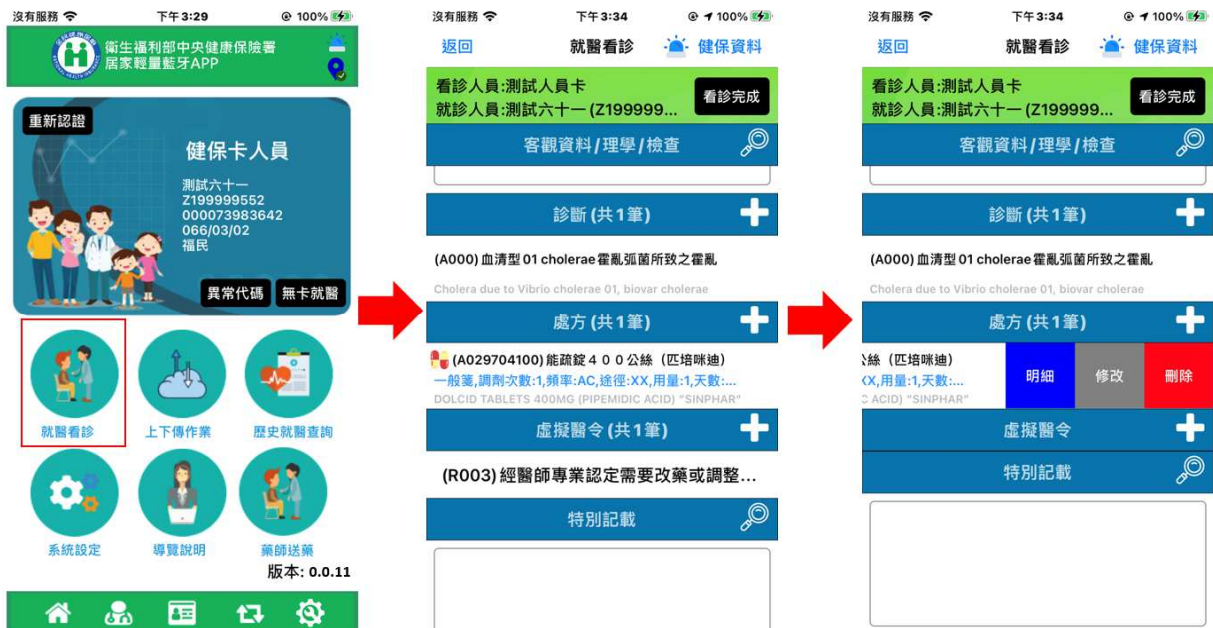 沒有服務 下午3:29 100%
衛生福利部中央健康保險署
居家輕量藍牙APP
重新認證
健保卡人員
測試六十一
Z199999552
000073983642
066/03/02
福民
異常代碼 無卡就醫
就醫看診 上下傳作業 歷史就醫查詢
系統設定 導覽說明 藥師送藥
版本: 0.0.11
沒有服務 下午3:34 100%
返回 就醫看診 健保資料
看診人員:測試人員卡
就診人員:測試六十一 (Z199999...
看診完成
客觀資料/理學/檢查
診斷 (共1筆)
(A000) 血清型 01 cholerae 霍亂弧菌所致之霍亂
Cholera due to Vibrio cholerae 01, biovar cholerae
處方 (共1筆)
(A029704100) 能疏錠４００公絲（匹培咪迪）
一般箋,調劑次數:1,頻率:AC,途徑:XX,用量:1,天數:...
DOLCID TABLETS 400MG (PIPEMIDIC ACID) "SINPHAR"
虛擬醫令 (共1筆)
(R003) 經醫師專業認定需要改藥或調整...
特別記載
沒有服務 下午3:34 100%
返回 就醫看診 健保資料
看診人員:測試人員卡
就診人員:測試六十一 (Z199999...
看診完成
客觀資料/理學/檢查
診斷 (共1筆)
(A000) 血清型 01 cholerae 霍亂弧菌所致之霍亂
Cholera due to Vibrio cholerae 01, biovar cholerae
處方 (共1筆)
公絲（匹培咪迪）
XX,用量:1,天數:...
C ACID) "SINPHAR"
明細 修改 刪除
虛擬醫令
特別記載